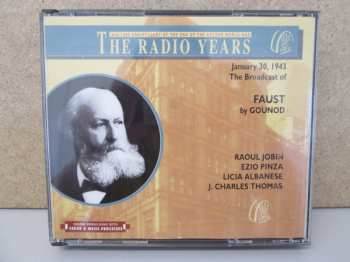 THE RADIO YEARS
January 30, 1943
The Broadcast of
FAUST
by GOUNOD
RAOUL JOBIN
EZIO PINZA
LICIA ALBANESE
J. CHARLES THOMAS